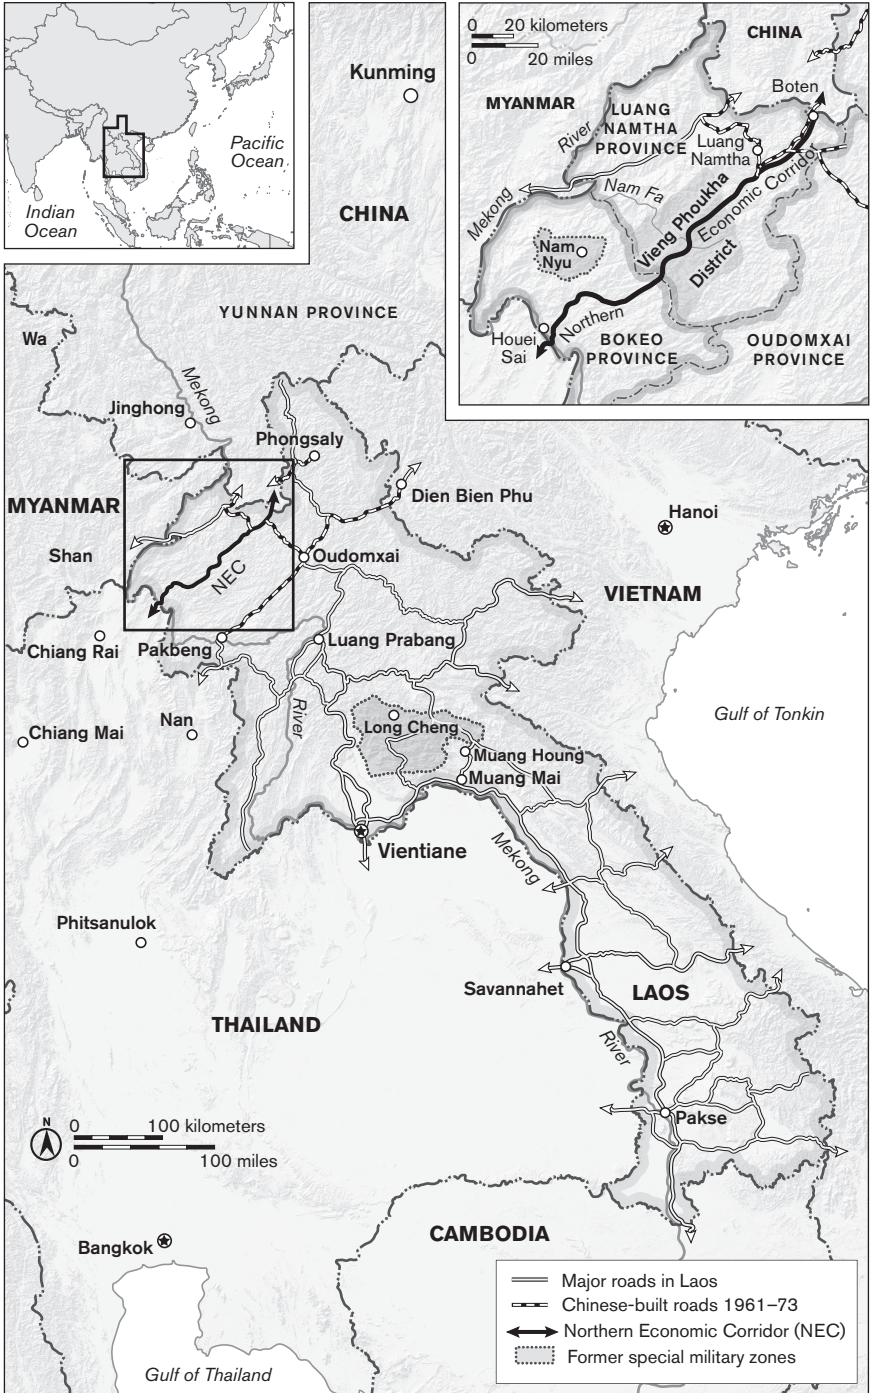 Pacific
Ocean
Indian
Ocean
0 20 kilometers
0 20 miles
CHINA
Boten
MYANMAR
LUANG
NAMTHA
PROVINCE
River
Luang
Namtha
Mekong
Nam Fa
Vieng Phoukha
District
Economic Corridor
Northern
Nam
Nyu
Houei
Sai
BOKEO
PROVINCE
OUDOMXAI
PROVINCE
Kunming
CHINA
YUNNAN PROVINCE
Wa
Mekong
Jinghong
Phongsaly
MYANMAR
Dien Bien Phu
Hanoi
Shan
Oudomxai
NEC
VIETNAM
Chiang Rai
Pakbeng
Luang Prabang
River
Gulf of Tonkin
Chiang Mai
Nan
Long Cheng
Muang Houng
Muang Mai
Vientiane
Mekong
Phitsanulok
Savannahet
LAOS
THAILAND
River
N
0 100 kilometers
0 100 miles
Pakse
CAMBODIA
Bangkok
Gulf of Thailand
Major roads in Laos
Chinese-built roads 1961–73
Northern Economic Corridor (NEC)
Former special military zones